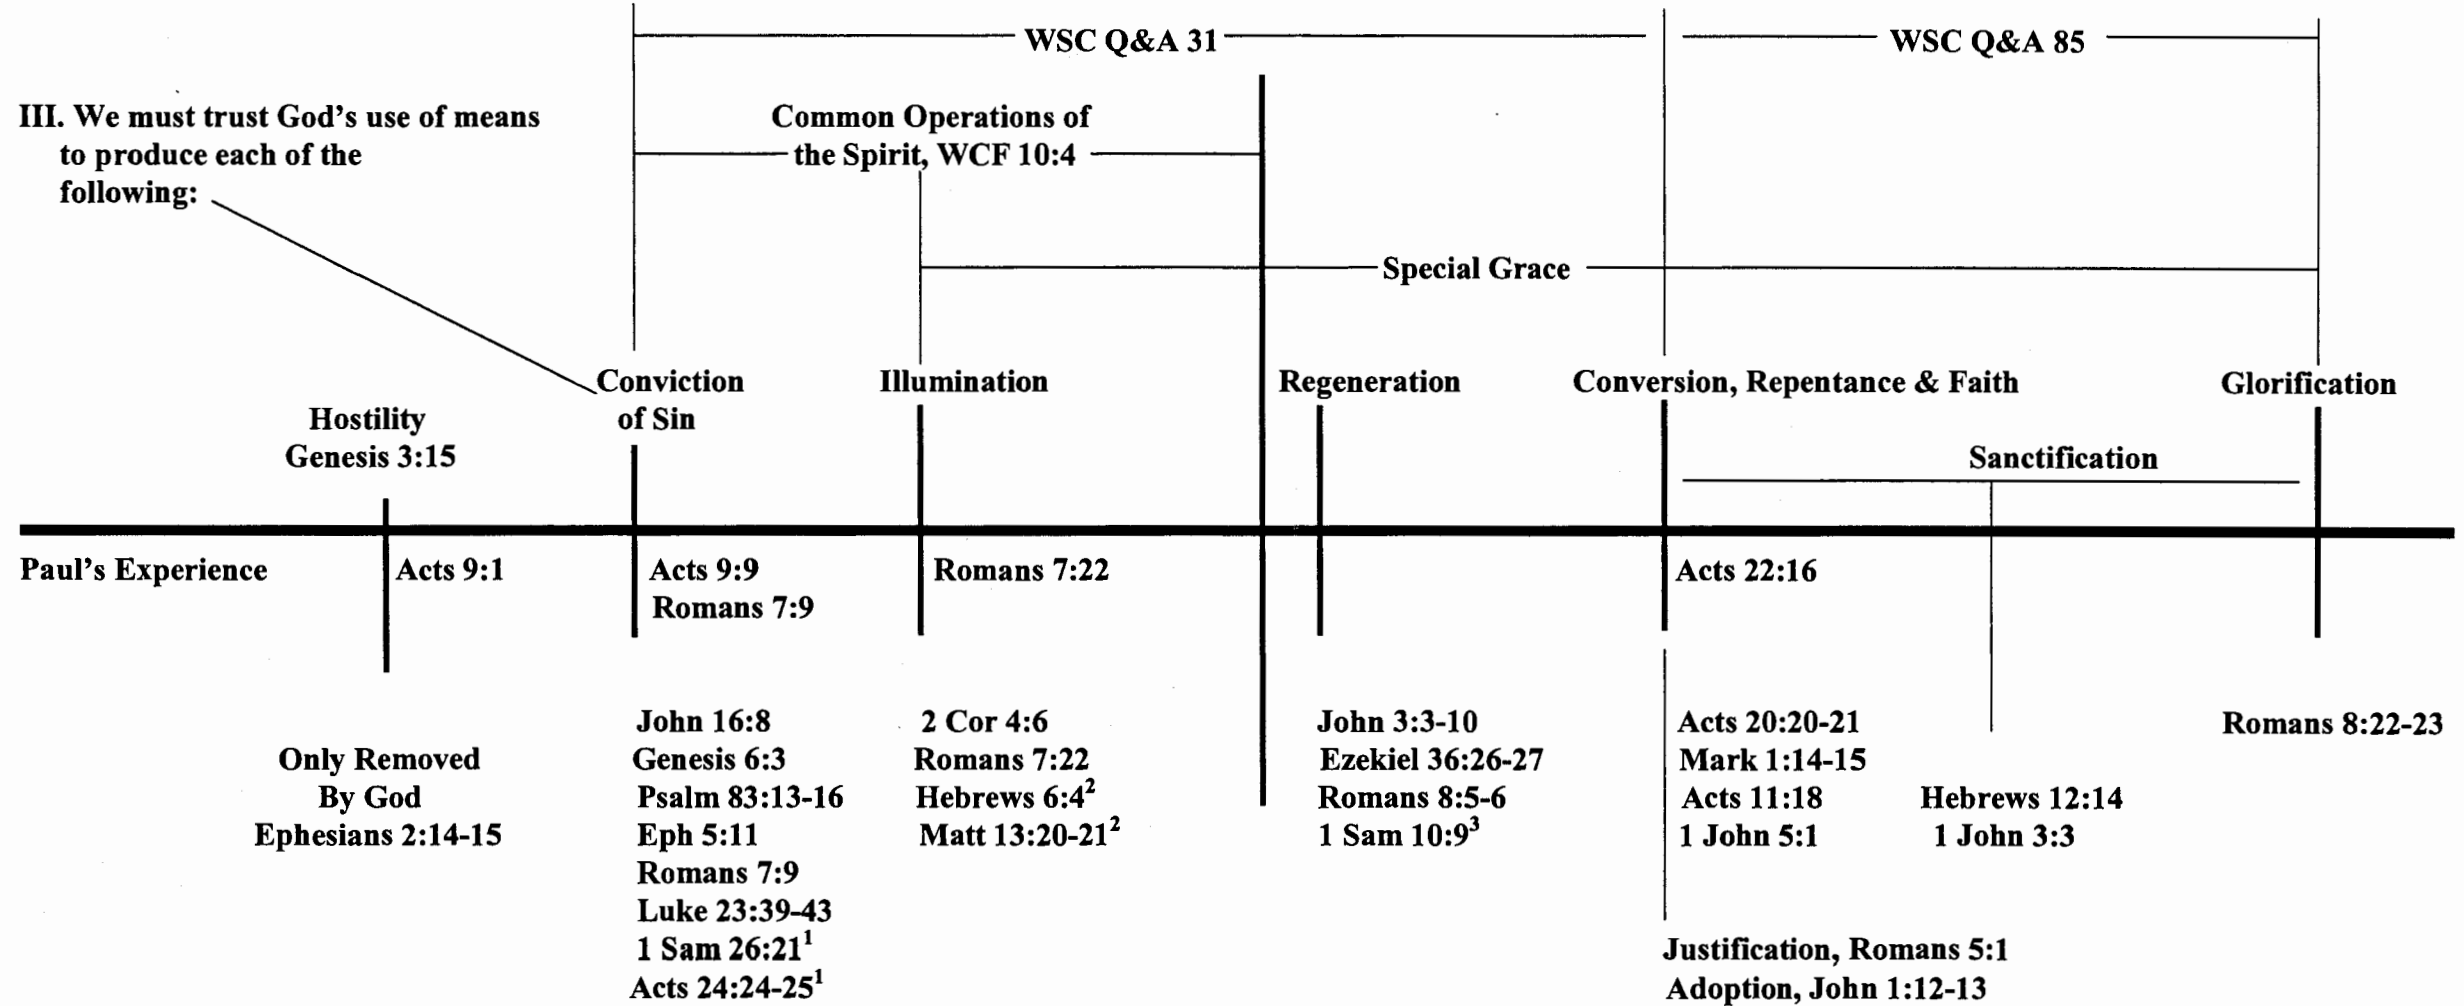 WSC Q&A 31
WSC Q&A 85
III. We must trust God's use of means
to produce each of the
following:
Common Operations of
the Spirit, WCF 10:4
Special Grace
Hostility
Genesis 3:15
Conviction
of Sin
Illumination
Regeneration
Conversion, Repentance & Faith
Glorification
Sanctification
Paul's Experience
Acts 9:1
Acts 9:9
Romans 7:9
Romans 7:22
Acts 22:16
Only Removed
By God
Ephesians 2:14-15
John 16:8
Genesis 6:3
Psalm 83:13-16
Eph 5:11
Romans 7:9
Luke 23:39-43
1 Sam 26:21¹
Acts 24:24-25¹
2 Cor 4:6
Romans 7:22
Hebrews 6:4²
Matt 13:20-21²
John 3:3-10
Ezekiel 36:26-27
Romans 8:5-6
1 Sam 10:9³
Acts 20:20-21
Mark 1:14-15
Acts 11:18
1 John 5:1
Hebrews 12:14
1 John 3:3
Justification, Romans 5:1
Adoption, John 1:12-13
Romans 8:22-23